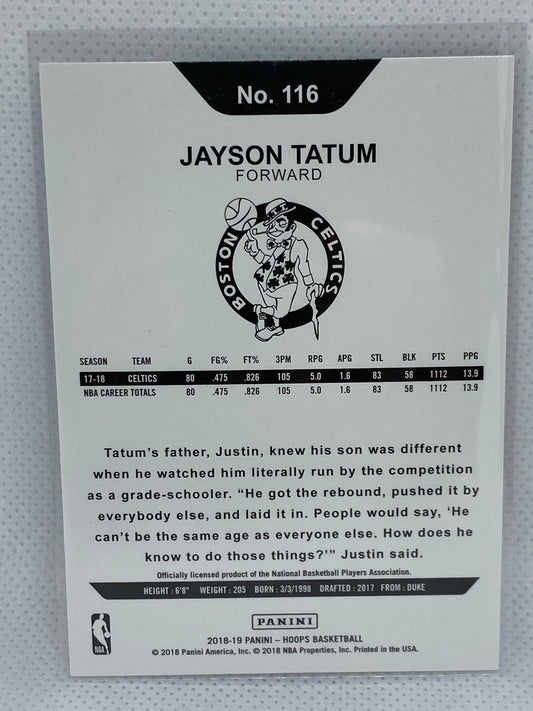 No. 116
JAYSON TATUM
FORWARD
BOSTON CELTICS
SEASON TEAM G FG% FT% 3PM RPG APG STL BLK PTS PPG
17-18 CELTICS 80 .475 .826 105 5.0 1.6 83 58 1112 13.9
NBA CAREER TOTALS 80 .475 .826 105 5.0 1.6 83 58 1112 13.9
Tatum's father, Justin, knew his son was different
when he watched him literally run by the competition
as a grade-schooler. “He got the rebound, pushed it by
everybody else, and laid it in. People would say, ‘He
can't be the same age as everyone else. How does he
know to do those things?’” Justin said.
Officially licensed product of the National Basketball Players Association.
HEIGHT : 6'8" WEIGHT : 205 BORN : 3/3/1998 DRAFTED : 2017 FROM : DUKE
PANINI
2018-19 PANINI – HOOPS BASKETBALL
© 2018 Panini America, Inc. © 2018 NBA Properties, Inc. Printed in the USA.
NBA